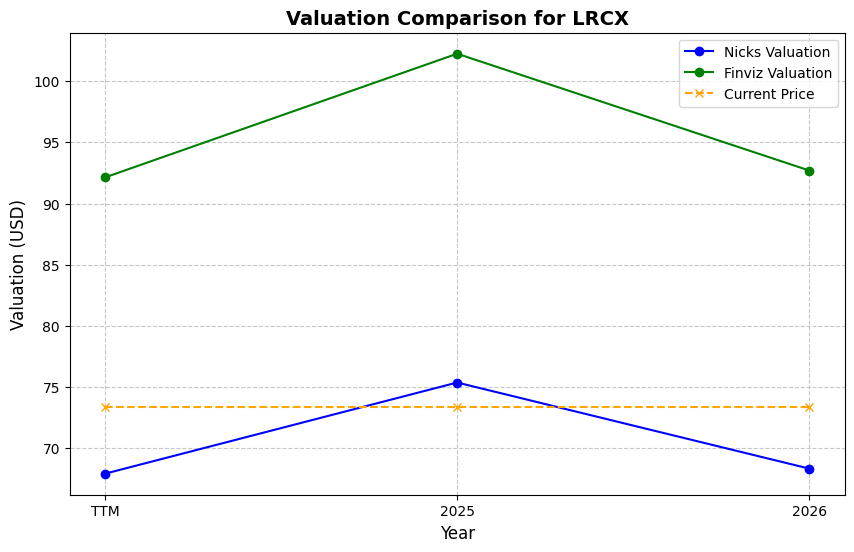 Valuation Comparison for LRCX
Nicks Valuation
Finviz Valuation
Current Price
Valuation (USD)
100
95
90
85
80
75
70
TTM
2025
2026
Year